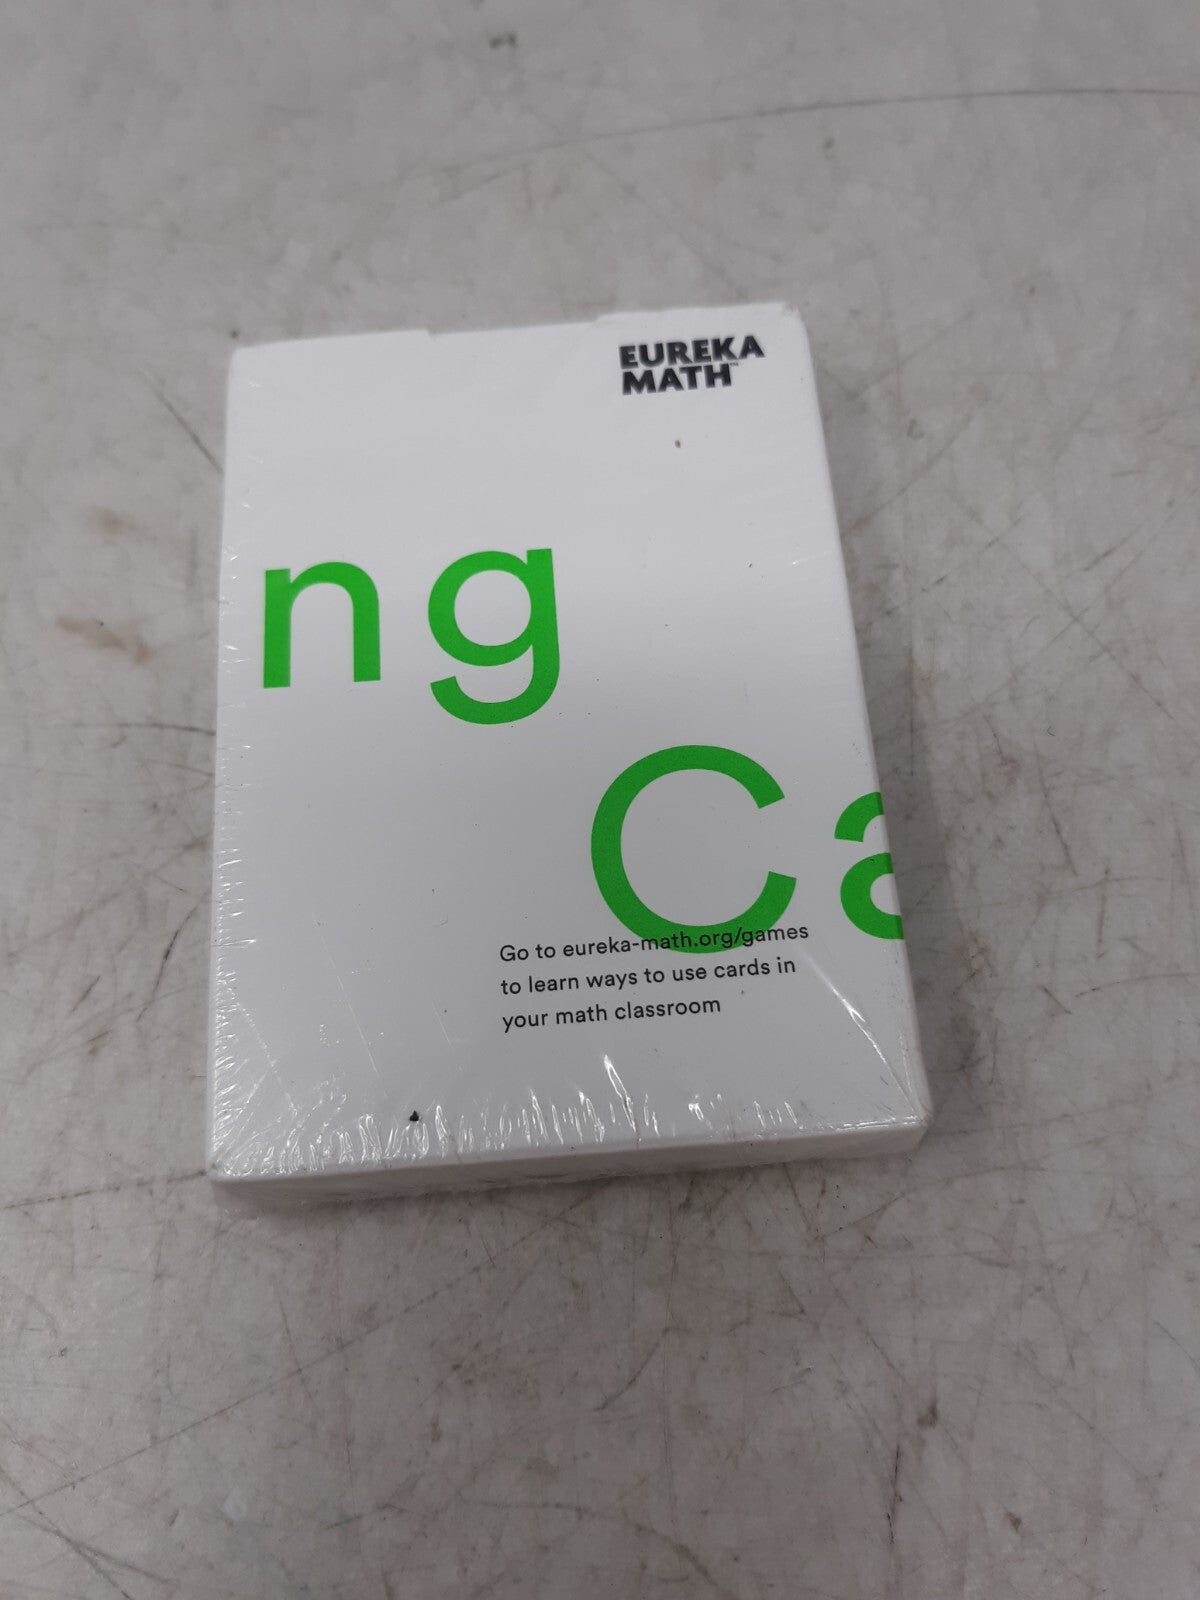 EUREKA
MATH™
ng
Ca
Go to eureka-math.org/games
to learn ways to use cards in
your math classroom